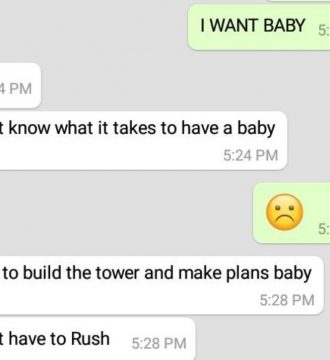 I WANT BABY
5:
4 PM
t know what it takes to have a baby
5:24 PM
5:
to build the tower and make plans baby
5:28 PM
t have to Rush 5:28 PM